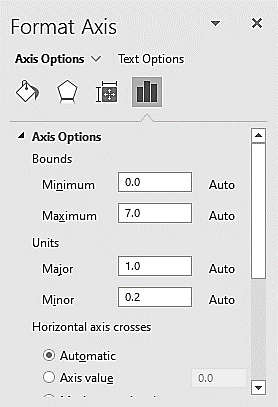 Format Axis
Axis Options Text Options
Axis Options
Bounds
Minimum 0.0 Auto
Maximum 7.0 Auto
Units
Major 1.0 Auto
Minor 0.2 Auto
Horizontal axis crosses
Automatic
Axis value 0.0